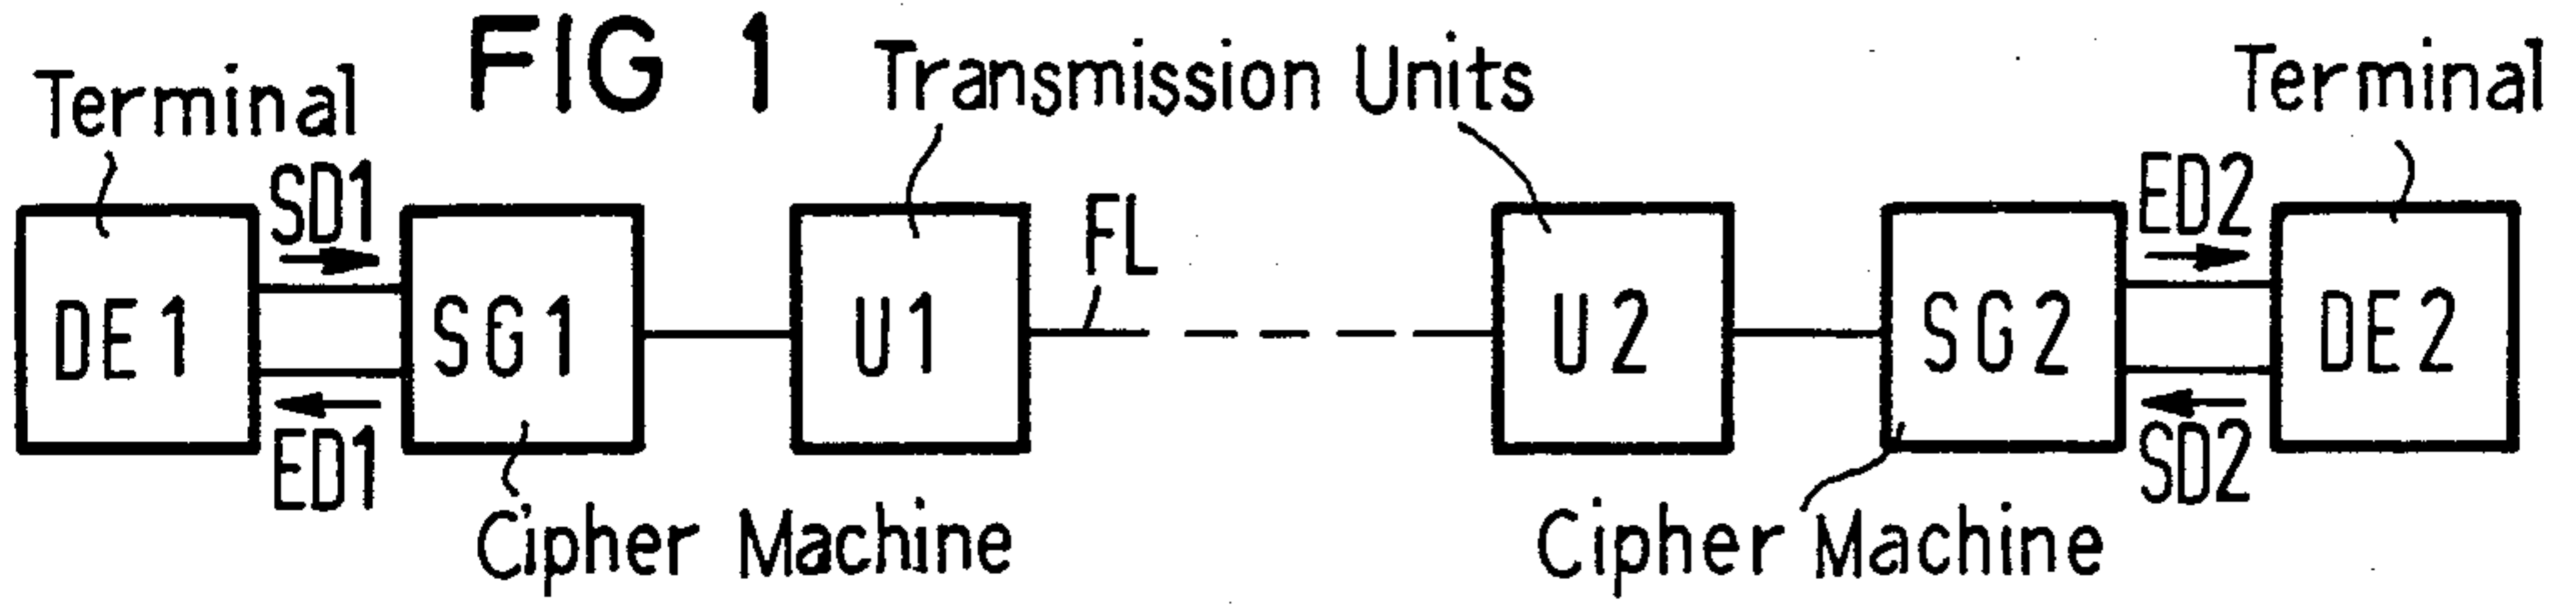 FIG 1
Terminal
Transmission Units
Terminal
SD1
FL
ED2
DE1
SG1
U1
U2
SG2
DE2
ED1
SD2
Cipher Machine
Cipher Machine